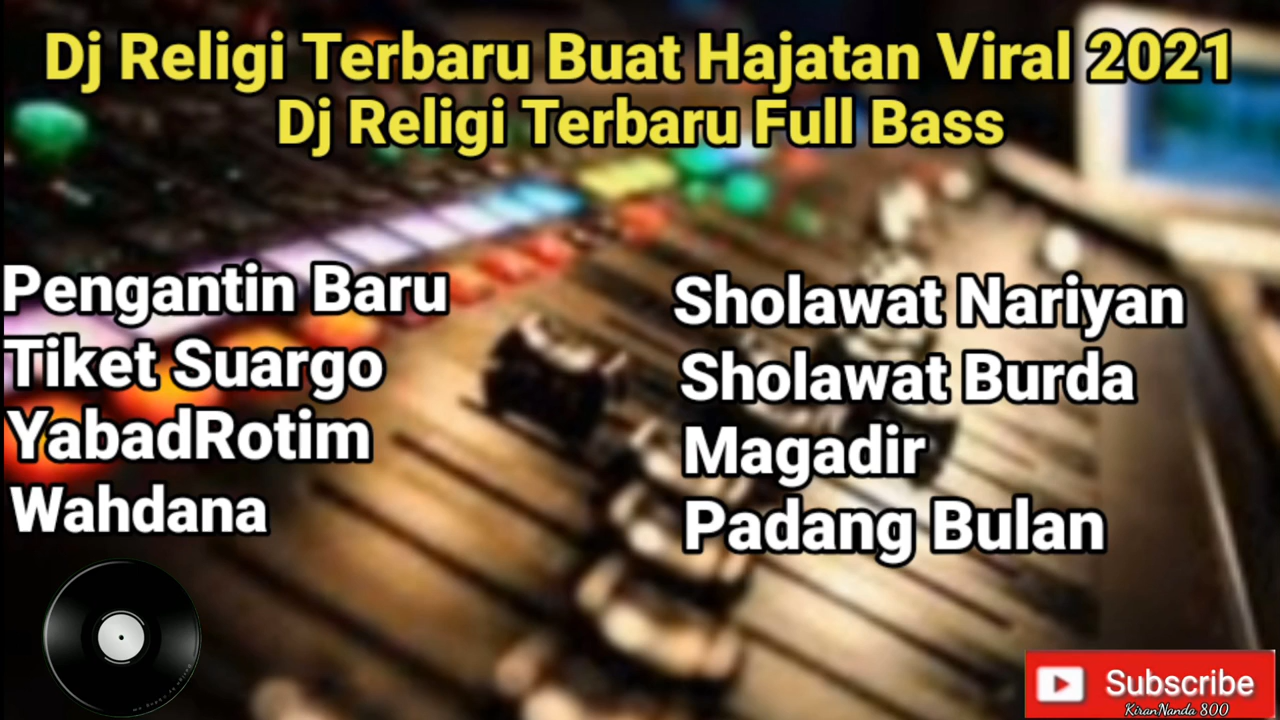 Dj Religi Terbaru Buat Hajatan Viral 2021
Dj Religi Terbaru Full Bass
Pengantin Baru
Tiket Suargo
YabadRotim
Wahdana
Sholawat Nariyan
Sholawat Burda
Magadir
Padang Bulan
Subscribe
KiranNanda 800